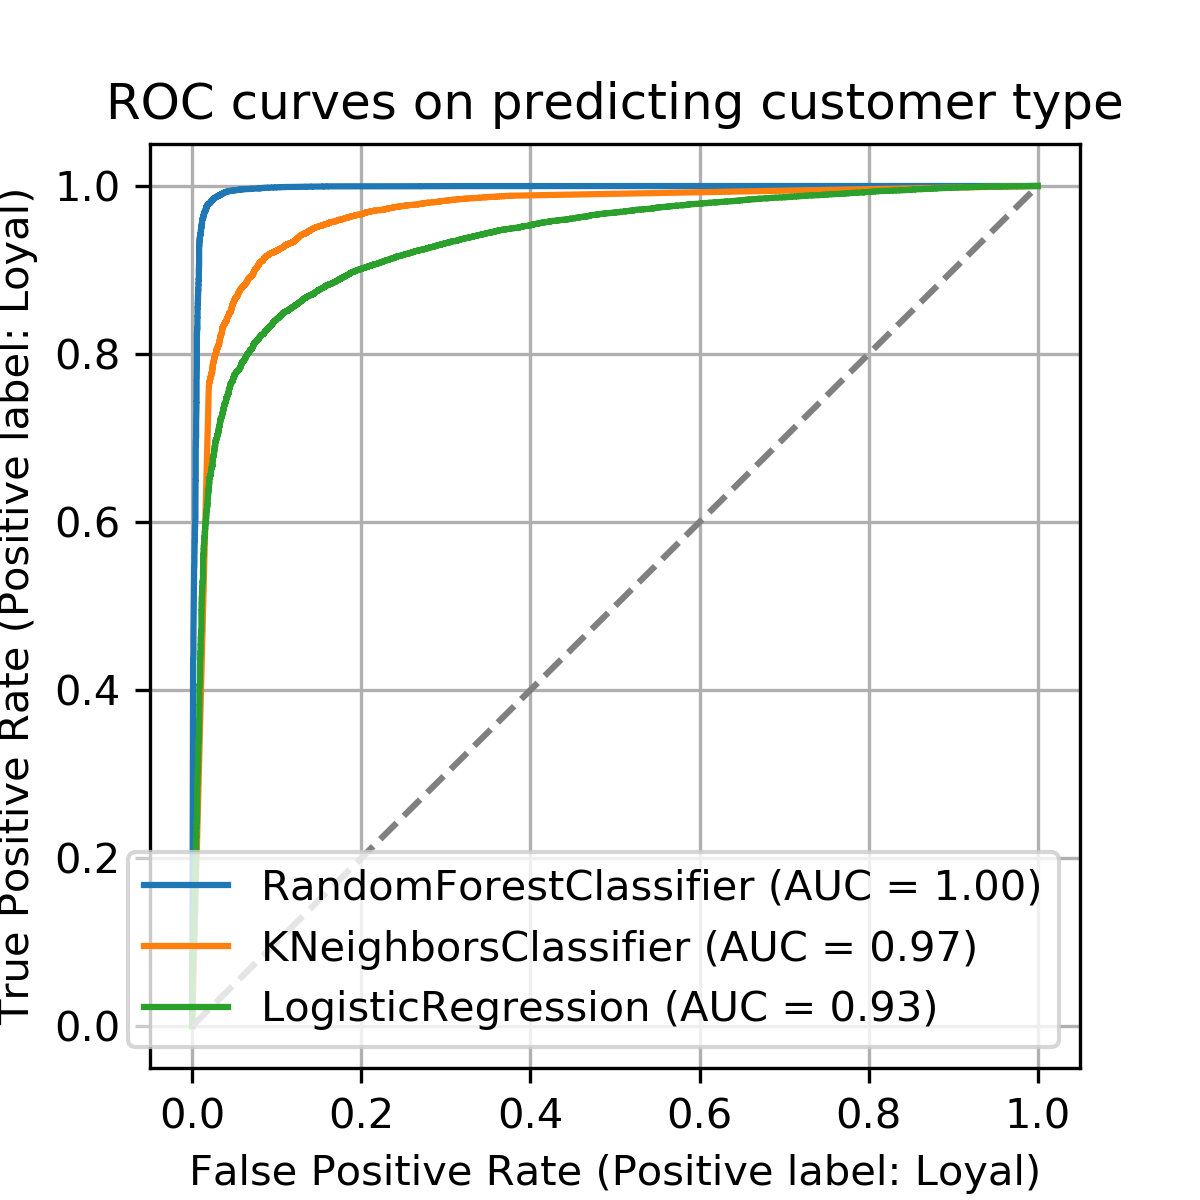 ROC curves on predicting customer type
True Positive Rate (Positive label: Loyal)
1.0
0.8
0.6
0.4
0.2
0.0
RandomForestClassifier (AUC = 1.00)
KNeighborsClassifier (AUC = 0.97)
LogisticRegression (AUC = 0.93)
0.0 0.2 0.4 0.6 0.8 1.0
False Positive Rate (Positive label: Loyal)